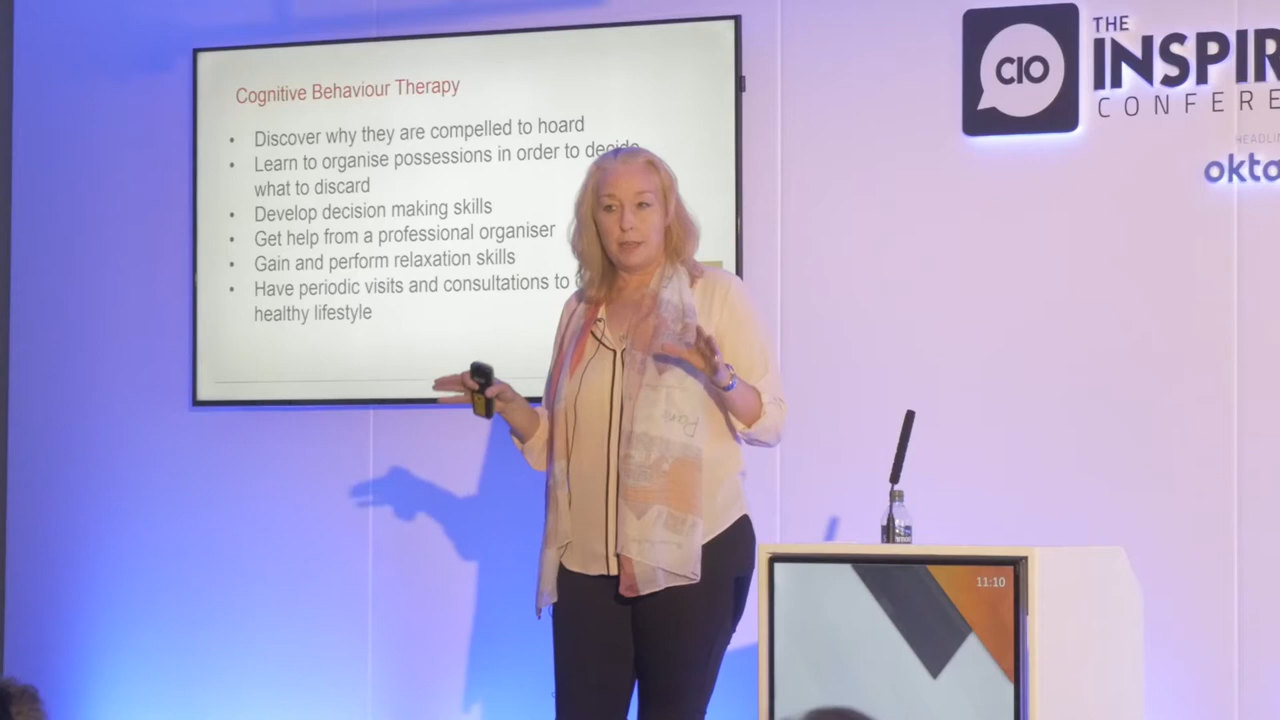 Cognitive Behaviour Therapy
• Discover why they are compelled to hoard
• Learn to organise possessions in order to decide
what to discard
• Develop decision making skills
• Get help from a professional organiser
• Gain and perform relaxation skills
• Have periodic visits and consultations to
healthy lifestyle
CIO
THE
INSPIR
CONFERE
HEADLI
okta
11:10